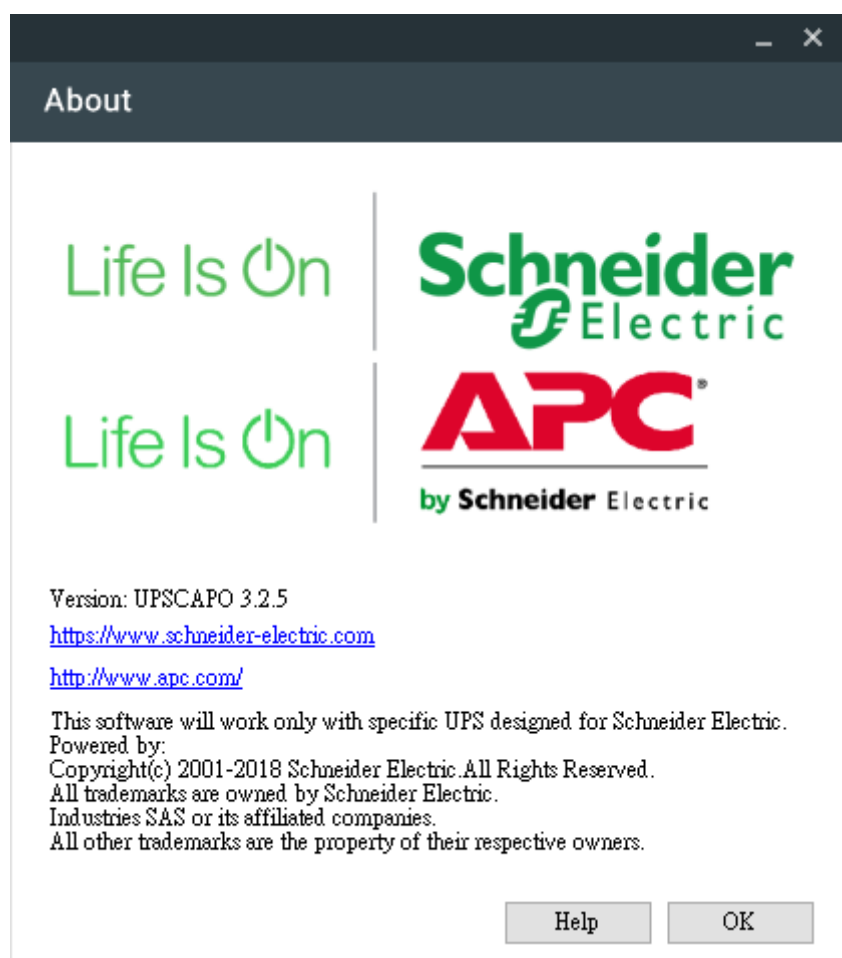 About
Life Is On
Schneider
Electric
Life Is On
APC®
by Schneider Electric
Version: UPSCAPO 3.2.5
https://www.schneider-electric.com
http://www.apc.com/
This software will work only with specific UPS designed for Schneider Electric.
Powered by:
Copyright(c) 2001-2018 Schneider Electric.All Rights Reserved.
All trademarks are owned by Schneider Electric.
Industries SAS or its affiliated companies.
All other trademarks are the property of their respective owners.
Help OK